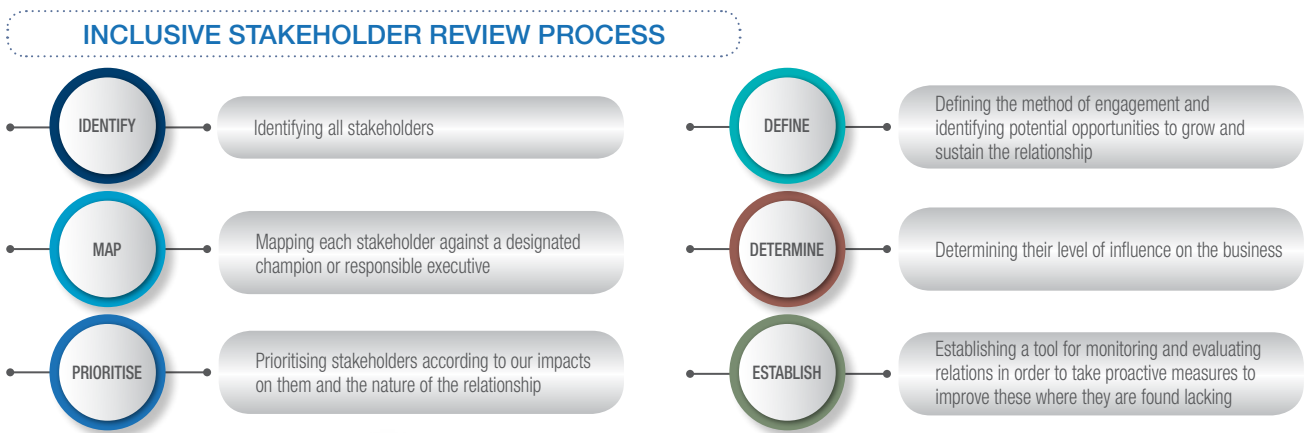 INCLUSIVE STAKEHOLDER REVIEW PROCESS
IDENTIFY
Identifying all stakeholders
MAP
Mapping each stakeholder against a designated
champion or responsible executive
PRIORITISE
Prioritising stakeholders according to our impacts
on them and the nature of the relationship
DEFINE
Defining the method of engagement and
identifying potential opportunities to grow and
sustain the relationship
DETERMINE
Determining their level of influence on the business
ESTABLISH
Establishing a tool for monitoring and evaluating
relations in order to take proactive measures to
improve these where they are found lacking